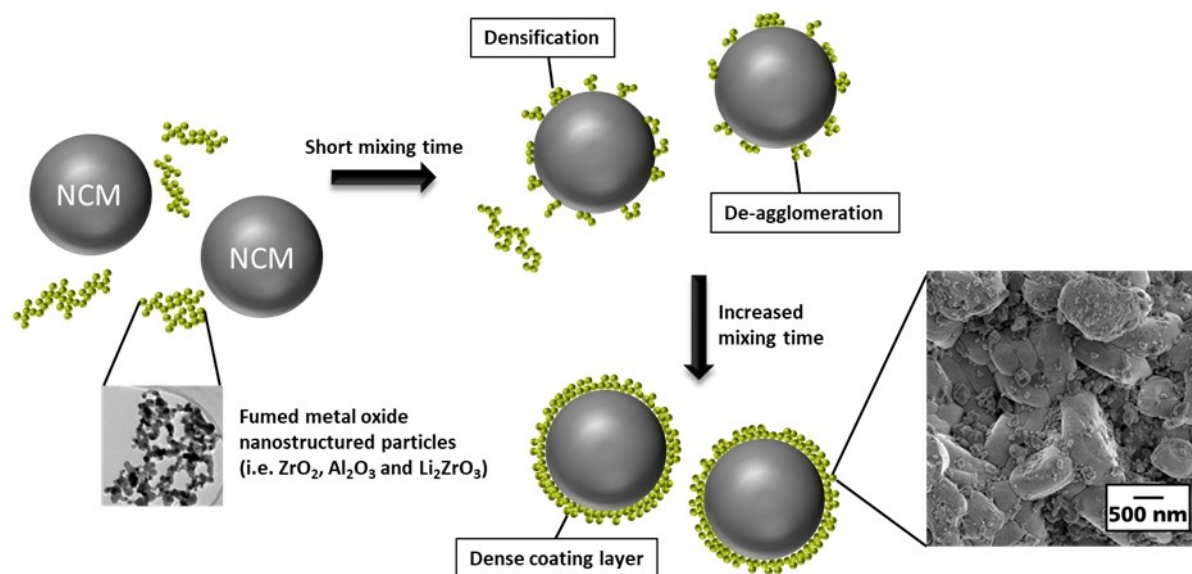 Densification
Short mixing time
NCM
NCM
De-agglomeration
Increased
mixing time
Fumed metal oxide
nanostructured particles
(i.e. ZrO₂, Al₂O₃ and Li₂ZrO₃)
500 nm
Dense coating layer